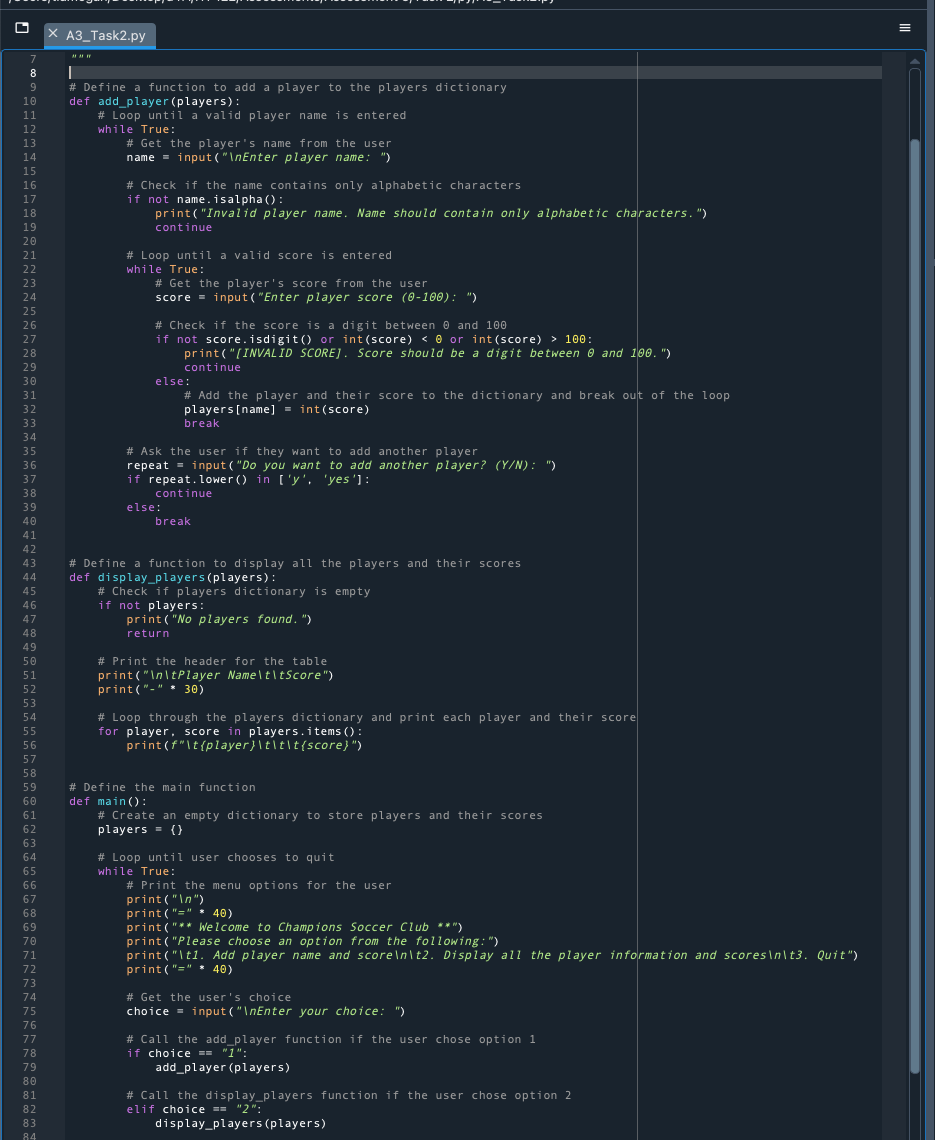 A3_Task2.py
7 """
8
9 # Define a function to add a player to the players dictionary
10 def add_player(players):
11     # Loop until a valid player name is entered
12     while True:
13         # Get the player's name from the user
14         name = input("\nEnter player name: ")
15
16         # Check if the name contains only alphabetic characters
17         if not name.isalpha():
18             print("Invalid player name. Name should contain only alphabetic characters.")
19             continue
20
21         # Loop until a valid score is entered
22         while True:
23             # Get the player's score from the user
24             score = input("Enter player score (0-100): ")
25
26             # Check if the score is a digit between 0 and 100
27             if not score.isdigit() or int(score) < 0 or int(score) > 100:
28                 print("[INVALID SCORE]. Score should be a digit between 0 and 100.")
29                 continue
30             else:
31                 # Add the player and their score to the dictionary and break out of the loop
32                 players[name] = int(score)
33                 break
34
35         # Ask the user if they want to add another player
36         repeat = input("Do you want to add another player? (Y/N): ")
37         if repeat.lower() in ['y', 'yes']:
38             continue
39         else:
40             break
41
42
43 # Define a function to display all the players and their scores
44 def display_players(players):
45     # Check if players dictionary is empty
46     if not players:
47         print("No players found.")
48         return
49
50     # Print the header for the table
51     print("\n\tPlayer Name\t\tScore")
52     print("-" * 30)
53
54     # Loop through the players dictionary and print each player and their score
55     for player, score in players.items():
56         print(f"\t{player}\t\t\t{score}")
57
58
59 # Define the main function
60 def main():
61     # Create an empty dictionary to store players and their scores
62     players = {}
63
64     # Loop until user chooses to quit
65     while True:
66         # Print the menu options for the user
67         print("\n")
68         print("=" * 40)
69         print("** Welcome to Champions Soccer Club **")
70         print("Please choose an option from the following:")
71         print("\t1. Add player name and score\n\t2. Display all the player information and scores\n\t3. Quit")
72         print("=" * 40)
73
74         # Get the user's choice
75         choice = input("\nEnter your choice: ")
76
77         # Call the add_player function if the user chose option 1
78         if choice == "1":
79             add_player(players)
80
81         # Call the display_players function if the user chose option 2
82         elif choice == "2":
83             display_players(players)
84